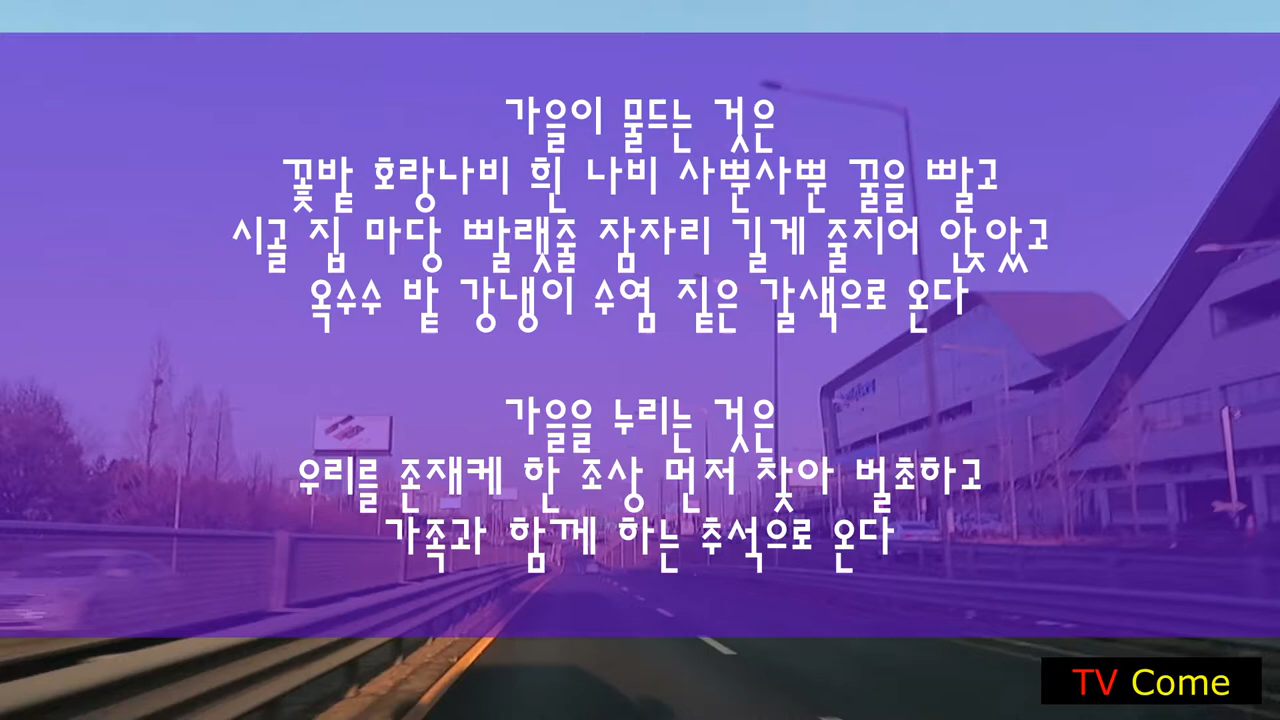 가을이 물드는 것은
꽃밭 호랑나비 흰 나비 사뿐사뿐 꿀을 빨고
시골 집 마당 빨랫줄 잠자리 길게 줄지어 앉았고
옥수수 밭 강냉이 수염 짙은 갈색으로 온다
가을을 누리는 것은
우리를 존재케 한 조상 먼저 찾아 벌초하고
가족과 함께 하는 추석으로 온다
TV Come